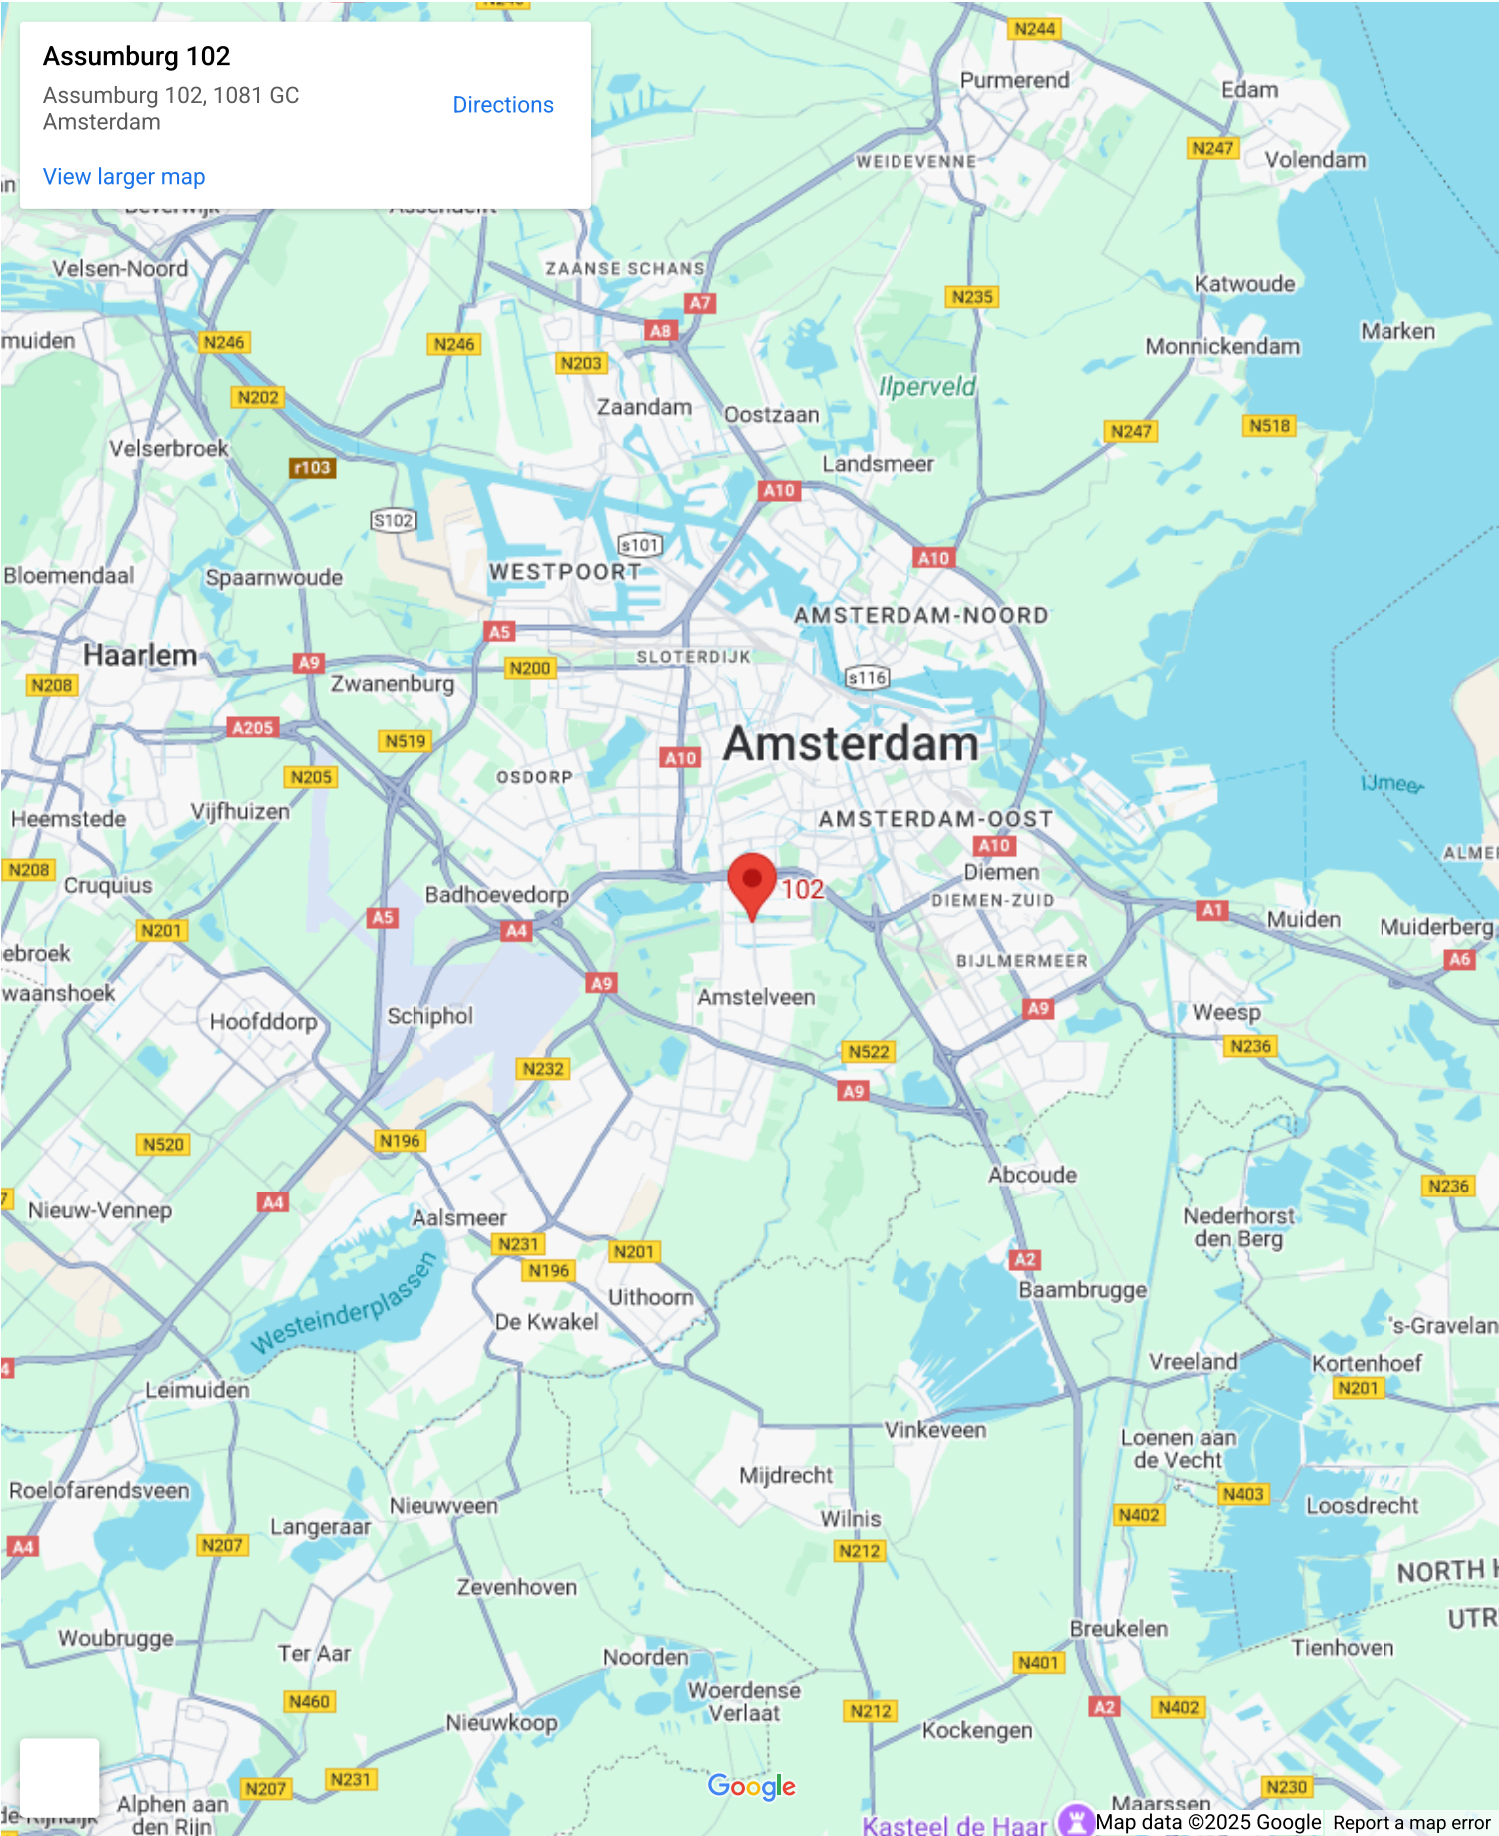 Assumburg 102
Assumburg 102, 1081 GC
Amsterdam
Directions
View larger map
N244
Purmerend
Edam
N247
Volendam
WEIDEVENNE
Beverwijk
Assendelft
Velsen-Noord
ZAANSE SCHANS
A7
N235
Katwoude
A8
Marken
muiden
N246
N246
N203
Monnickendam
Ilperveld
N202
Zaandam
Oostzaan
N247
N518
Velserbroek
r103
Landsmeer
A10
S102
s101
A10
WESTPOORT
Bloemendaal
Spaarnwoude
AMSTERDAM-NOORD
A5
Haarlem
A9
N200
SLOTERDIJK
s116
N208
Zwanenburg
A205
N519
Amsterdam
A10
N205
OSDORP
IJmeer
Vijfhuizen
Heemstede
AMSTERDAM-OOST
A10
ALME
N208
Cruquius
Badhoevedorp
102
Diemen
DIEMEN-ZUID
A5
A1
Muiden
N201
A4
Muiderberg
ebroek
BIJLMERMEER
A6
A9
waanshoek
Amstelveen
A9
Schiphol
Hoofddorp
Weesp
N522
N236
N232
A9
N196
N520
Abcoude
N236
A4
Nieuw-Vennep
Aalsmeer
Nederhorst
den Berg
N231
N201
A2
N196
Westeinderplassen
Uithoorn
Baambrugge
De Kwakel
's-Gravelan
4
Vreeland
Kortenhoef
Leimuiden
N201
Vinkeveen
Loenen aan
de Vecht
Mijdrecht
Roelofarendsveen
N403
Nieuwveen
Loosdrecht
Langeraar
Wilnis
N402
A4
N207
N212
NORTH H
Zevenhoven
UTR
Woubrugge
Breukelen
Ter Aar
Tienhoven
Noorden
N401
Woerdense
Verlaat
N460
N212
A2
N402
Nieuwkoop
Kockengen
N207
N231
Google
N230
Alphen aan
den Rijn
Maarssen
Kasteel de Haar
Map data ©2025 Google
Report a map error